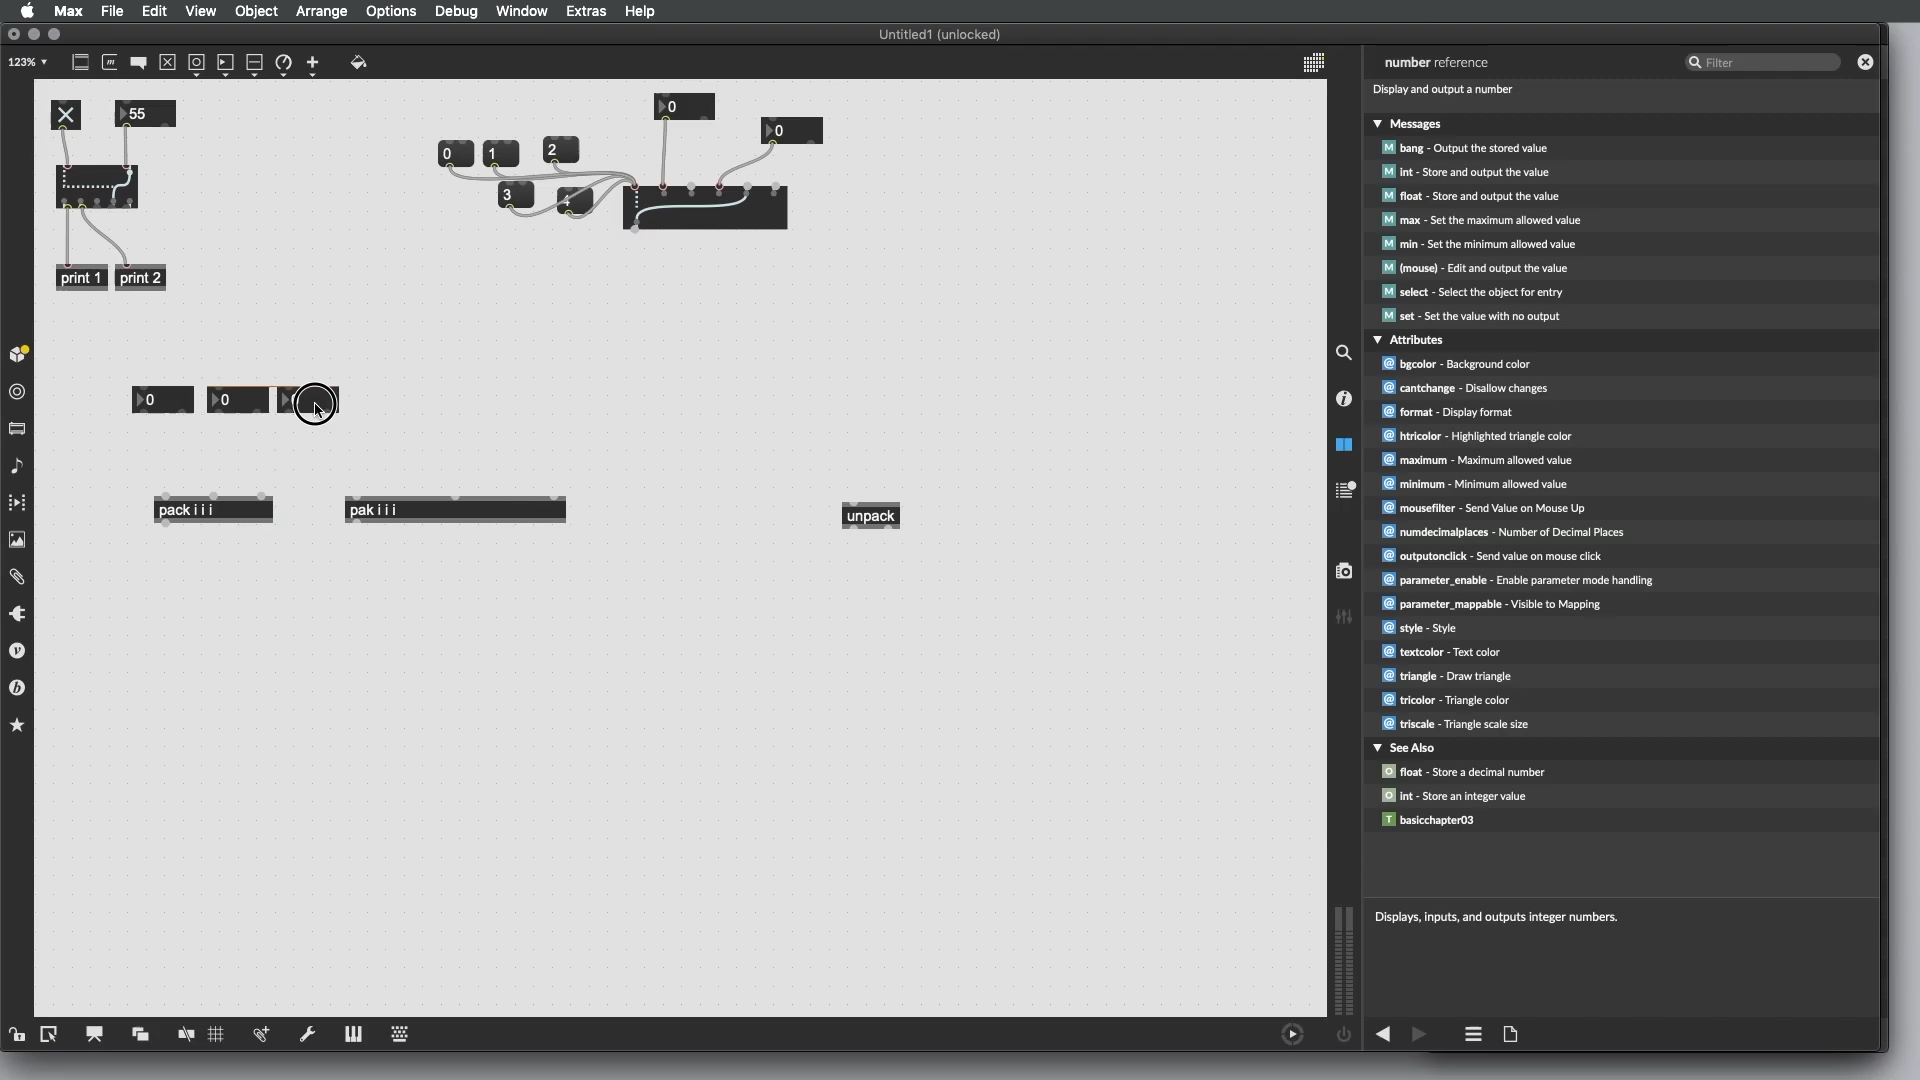 Max File Edit View Object Arrange Options Debug Window Extras Help
Untitled1 (unlocked)
123%
number reference
Filter
Display and output a number
Messages
M bang - Output the stored value
M int - Store and output the value
M float - Store and output the value
M max - Set the maximum allowed value
M min - Set the minimum allowed value
M (mouse) - Edit and output the value
M select - Select the object for entry
M set - Set the value with no output
Attributes
@ bgcolor - Background color
@ cantchange - Disallow changes
@ format - Display format
@ htricolor - Highlighted triangle color
@ maximum - Maximum allowed value
@ minimum - Minimum allowed value
@ mousefilter - Send Value on Mouse Up
@ numdecimalplaces - Number of Decimal Places
@ outputonclick - Send value on mouse click
@ parameter_enable - Enable parameter mode handling
@ parameter_mappable - Visible to Mapping
@ style - Style
@ textcolor - Text color
@ triangle - Draw triangle
@ tricolor - Triangle color
@ triscale - Triangle scale size
See Also
O float - Store a decimal number
O int - Store an integer value
T basicchapter03
Displays, inputs, and outputs integer numbers.
55
0
0
0 1 2
3 4
print 1 print 2
0 0
pack i i i
pak i i i
unpack